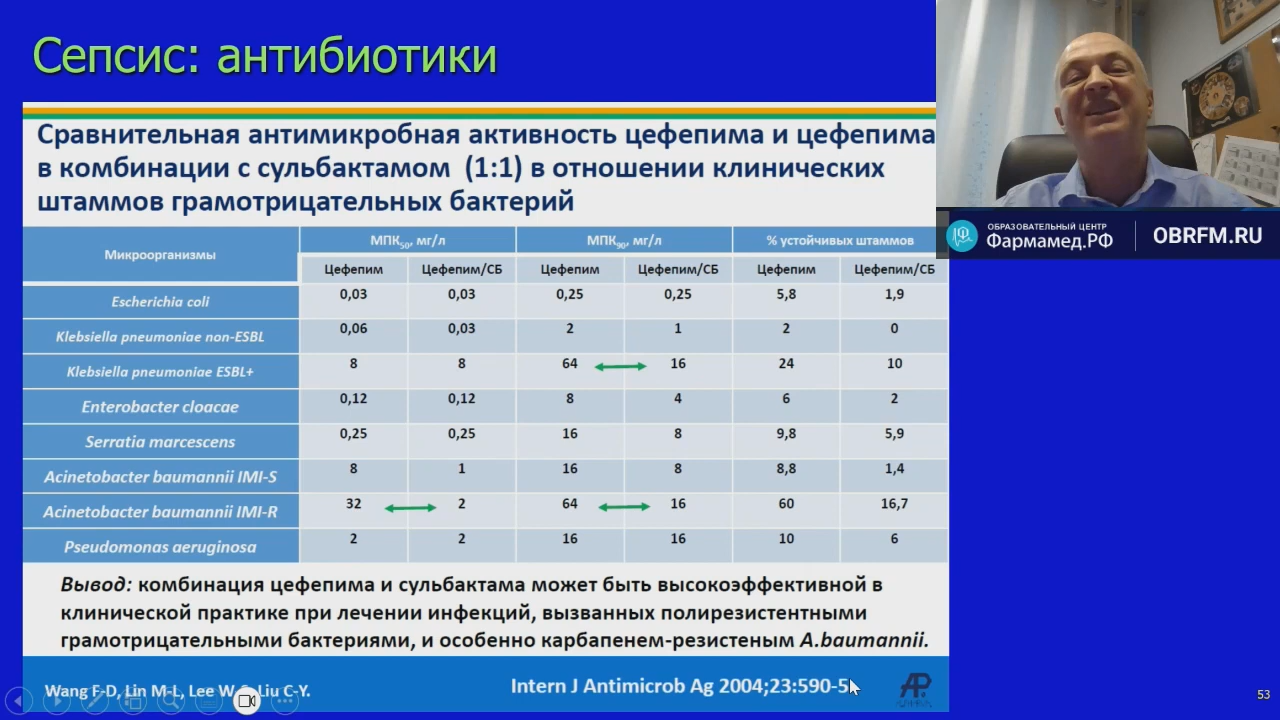 Сепсис: антибиотики
Сравнительная антимикробная активность цефепима и цефепима
в комбинации с сульбактамом (1:1) в отношении клинических
штаммов грамотрицательных бактерий
Микроорганизмы МПК50, мг/л МПК90, мг/л % устойчивых штаммов
Цефепим Цефепим/СБ Цефепим Цефепим/СБ Цефепим Цефепим/СБ
Escherichia coli 0,03 0,03 0,25 0,25 5,8 1,9
Klebsiella pneumoniae non-ESBL 0,06 0,03 2 1 2 0
Klebsiella pneumoniae ESBL+ 8 8 64 16 24 10
Enterobacter cloacae 0,12 0,12 8 4 6 2
Serratia marcescens 0,25 0,25 16 8 9,8 5,9
Acinetobacter baumannii IMI-S 8 1 16 8 8,8 1,4
Acinetobacter baumannii IMI-R 32 2 64 16 60 16,7
Pseudomonas aeruginosa 2 2 16 16 10 6
Вывод: комбинация цефепима и сульбактама может быть высокоэффективной в
клинической практике при лечении инфекций, вызванных полирезистентными
грамотрицательными бактериями, и особенно карбапенем-резистеным A.baumannii.
Wang F-D, Lin M-L, Lee W Liu C-Y.
Intern J Antimicrob Ag 2004;23:590-5
ОБРАЗОВАТЕЛЬНЫЙ ЦЕНТР
Фармамед.РФ
OBRFM.RU
53